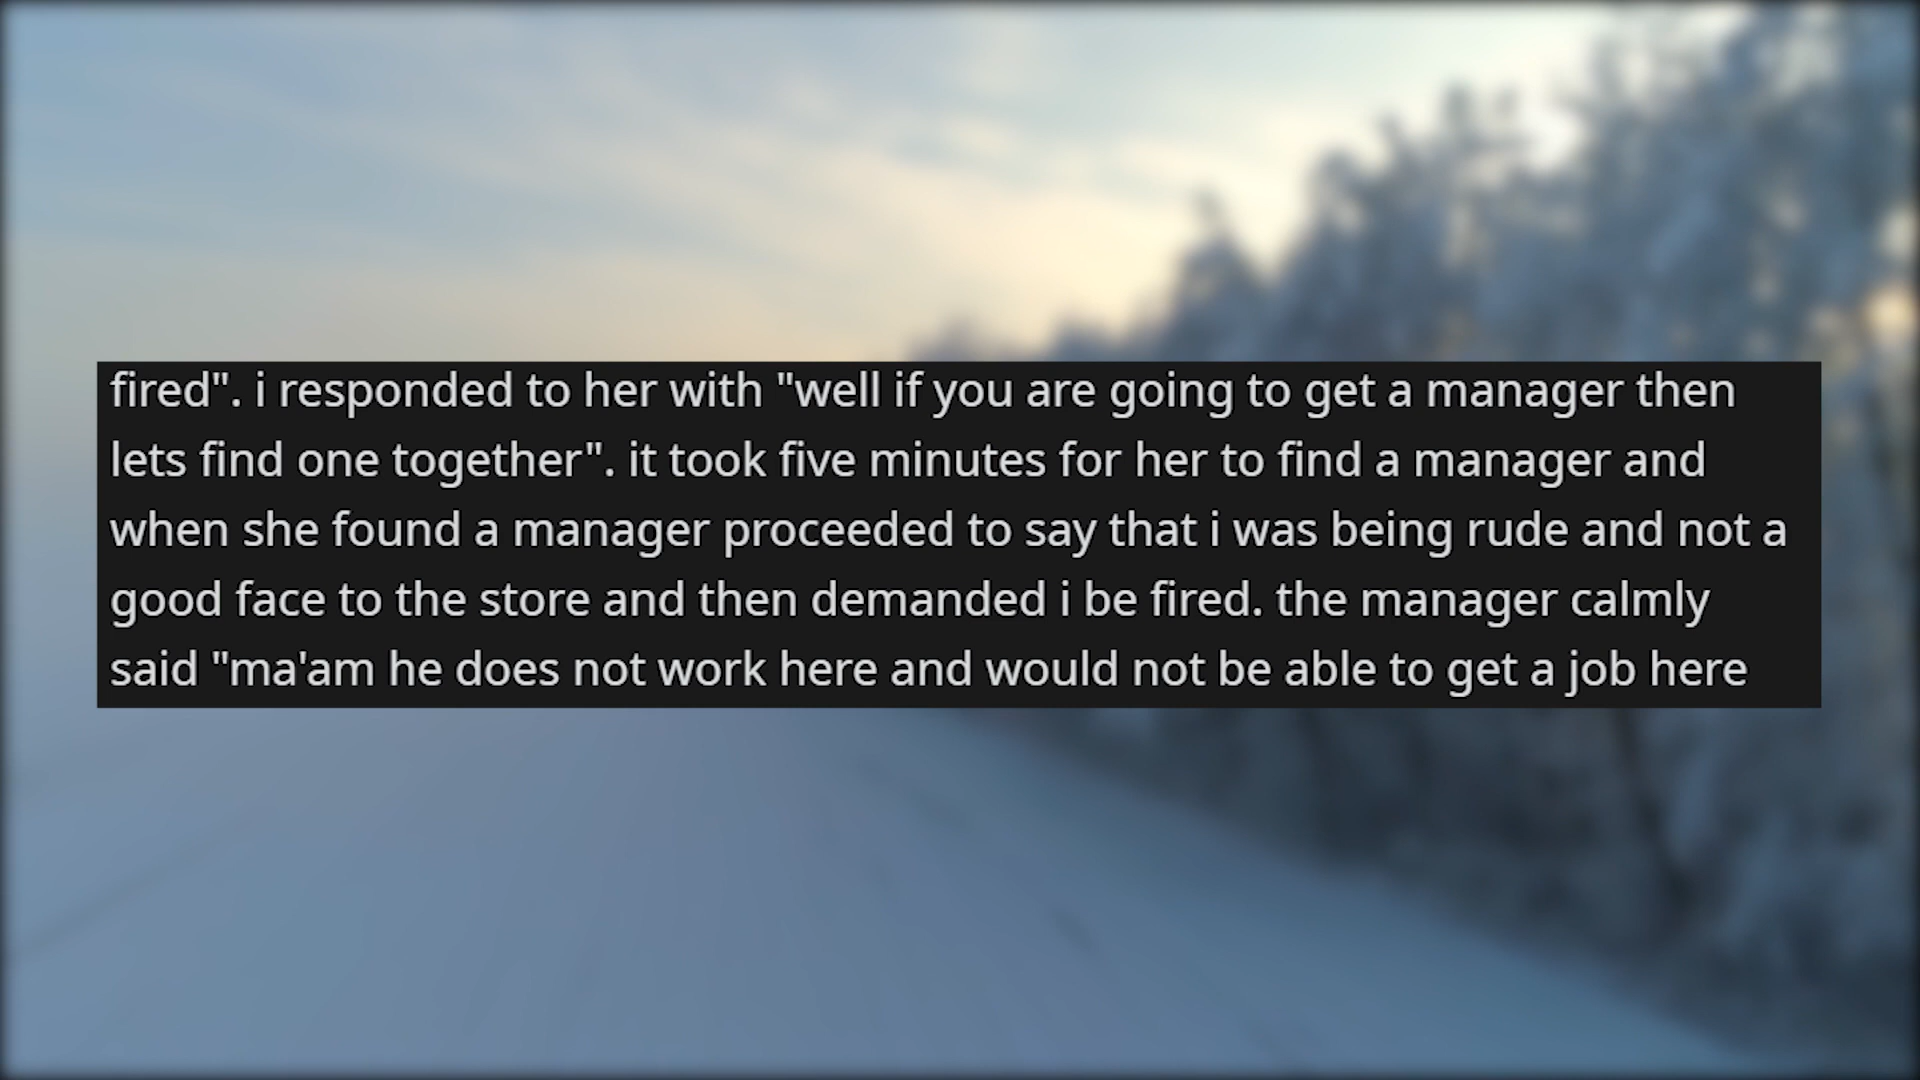 fired". i responded to her with "well if you are going to get a manager then
lets find one together". it took five minutes for her to find a manager and
when she found a manager proceeded to say that i was being rude and not a
good face to the store and then demanded i be fired. the manager calmly
said "ma'am he does not work here and would not be able to get a job here